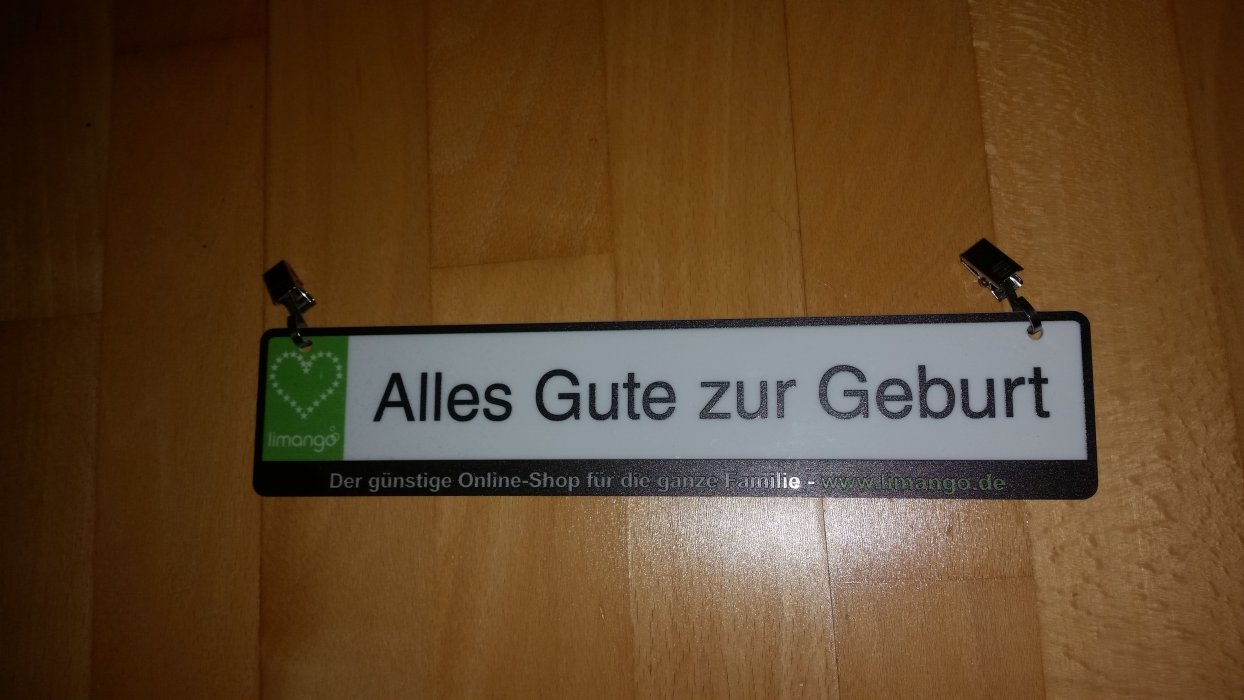 limango
Alles Gute zur Geburt
Der günstige Online-Shop für die ganze Familie - www.limango.de